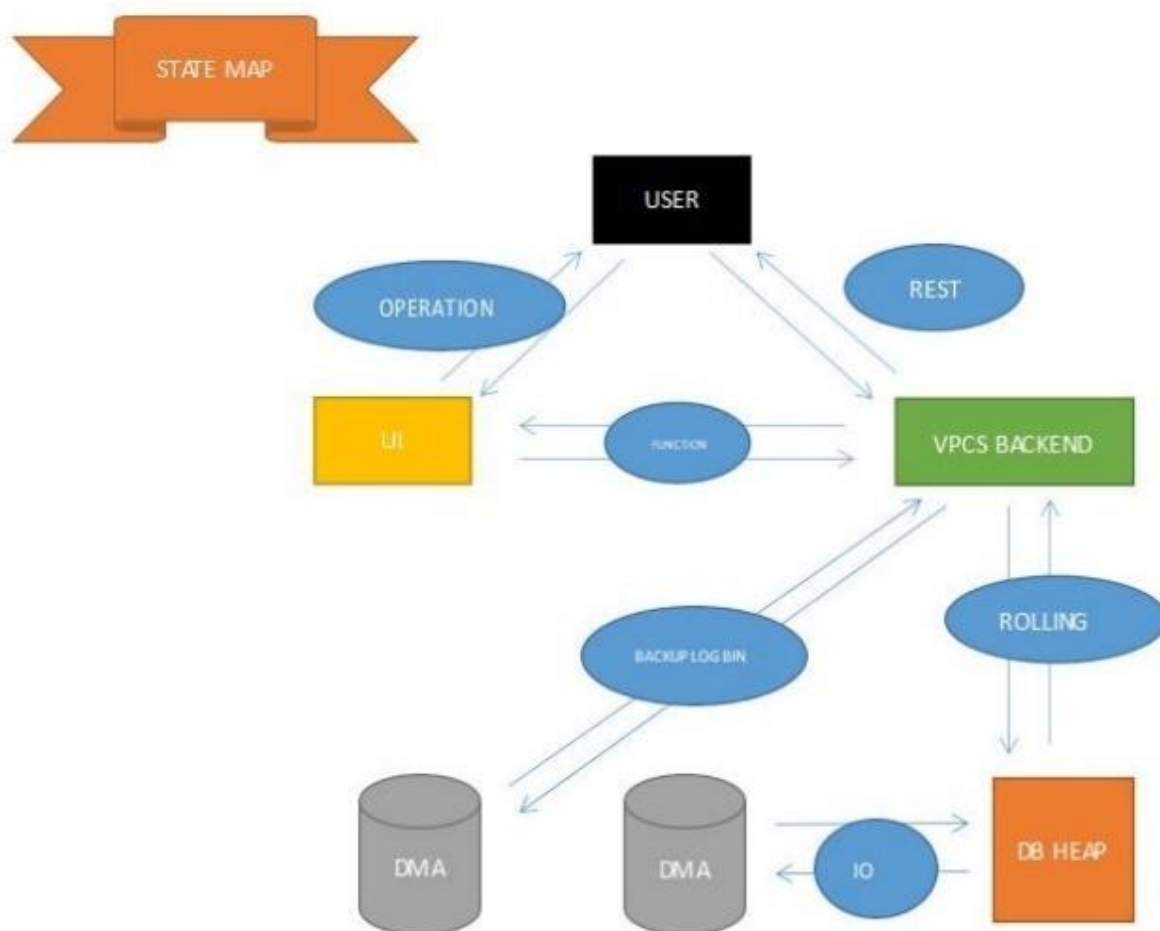 STATE MAP
USER
OPERATION
REST
UI
FUNCTION
VPCS BACKEND
BACKUP LOG BIN
ROLLING
DMA
DMA
IO
DB HEAP